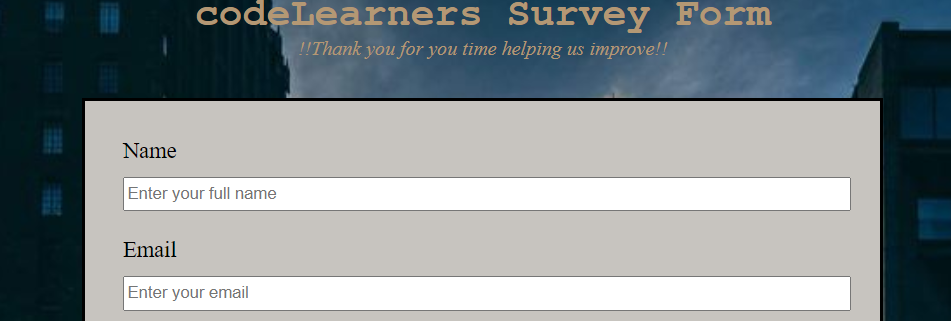 codeLearners Survey Form
!!Thank you for you time helping us improve!!
Name
Enter your full name
Email
Enter your email